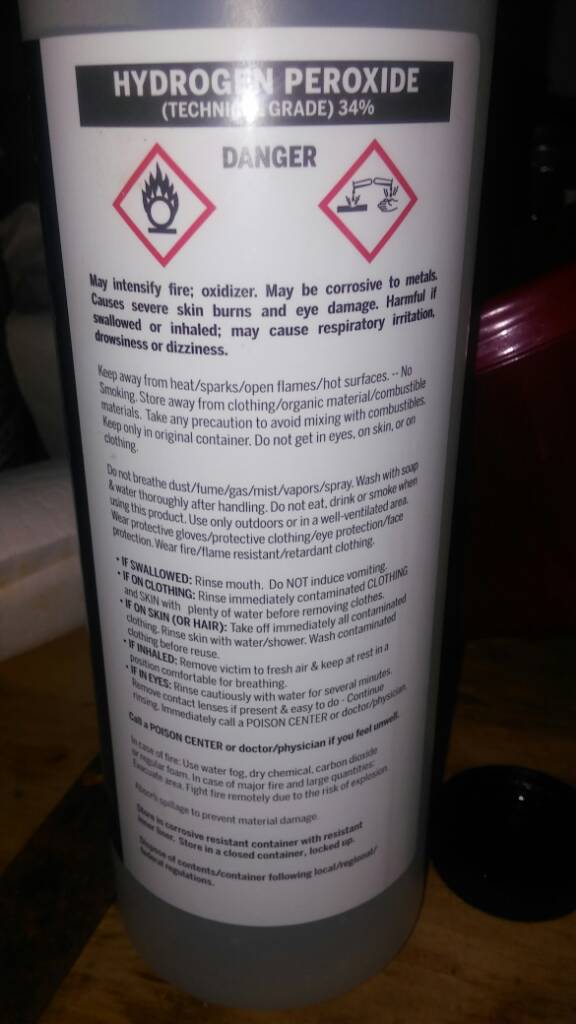 HYDROGEN PEROXIDE
(TECHNICAL GRADE) 34%
DANGER
May intensify fire; oxidizer. May be corrosive to metals.
Causes severe skin burns and eye damage. Harmful if
swallowed or inhaled; may cause respiratory irritation,
drowsiness or dizziness.
Keep away from heat/sparks/open flames/hot surfaces. -- No
Smoking. Store away from clothing/organic material/combustible
materials. Take any precaution to avoid mixing with combustibles.
Keep only in original container. Do not get in eyes, on skin, or on
clothing.
Do not breathe dust/fume/gas/mist/vapors/spray. Wash with soap
& water thoroughly after handling. Do not eat, drink or smoke when
using this product. Use only outdoors or in a well-ventilated area.
Wear protective gloves/protective clothing/eye protection/face
protection. Wear fire/flame resistant/retardant clothing.
• IF SWALLOWED: Rinse mouth. Do NOT induce vomiting.
• IF ON CLOTHING: Rinse immediately contaminated CLOTHING
and SKIN with plenty of water before removing clothes.
• IF ON SKIN (OR HAIR): Take off immediately all contaminated
clothing. Rinse skin with water/shower. Wash contaminated
clothing before reuse.
• IF INHALED: Remove victim to fresh air & keep at rest in a
position comfortable for breathing.
• IF IN EYES: Rinse cautiously with water for several minutes.
Remove contact lenses if present & easy to do - Continue
rinsing. Immediately call a POISON CENTER or doctor/physician.
Call a POISON CENTER or doctor/physician if you feel unwell.
In case of fire: Use water fog, dry chemical, carbon dioxide
or regular foam. In case of major fire and large quantities:
Evacuate area. Fight fire remotely due to the risk of explosion.
Absorb spillage to prevent material damage.
Store in corrosive resistant container with resistant
inner liner. Store in a closed container, locked up.
Dispose of contents/container following local/regional/
federal regulations.